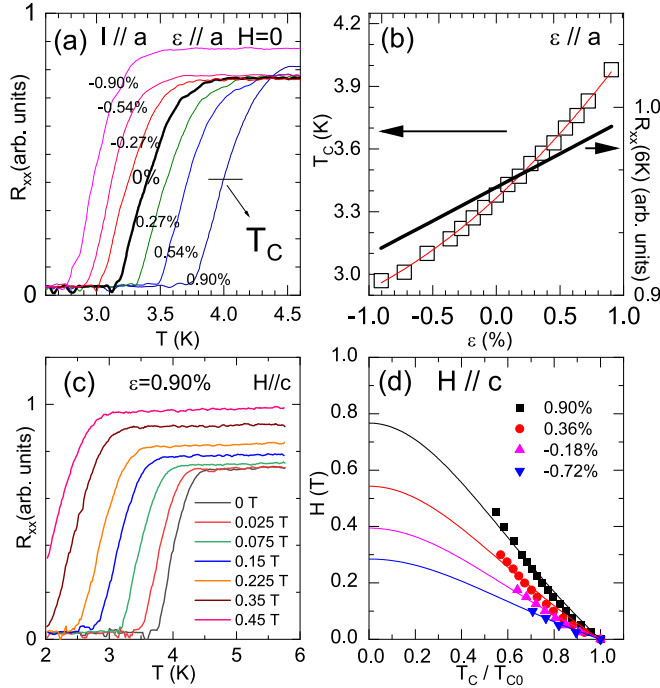 (a) I // a ε // a H=0
-0.90%
-0.54%
-0.27%
0%
0.27%
0.54%
0.90%
T_C
R_xx(arb. units)
1
0
3.0 3.5 4.0 4.5
T (K)
(b) ε // a
T_C(K)
4.2
3.9
3.6
3.3
3.0
R_xx(6K) (arb. units)
1.0
0.9
-1.0 -0.5 0.0 0.5 1.0
ε (%)
(c) ε=0.90% H//c
R_xx(arb. units)
1
0
0 T
0.025 T
0.075 T
0.15 T
0.225 T
0.35 T
0.45 T
2 3 4 5 6
T (K)
(d) H // c
0.90%
0.36%
-0.18%
-0.72%
H (T)
1.0
0.8
0.6
0.4
0.2
0.0
0.0 0.2 0.4 0.6 0.8 1.0
T_C / T_C0